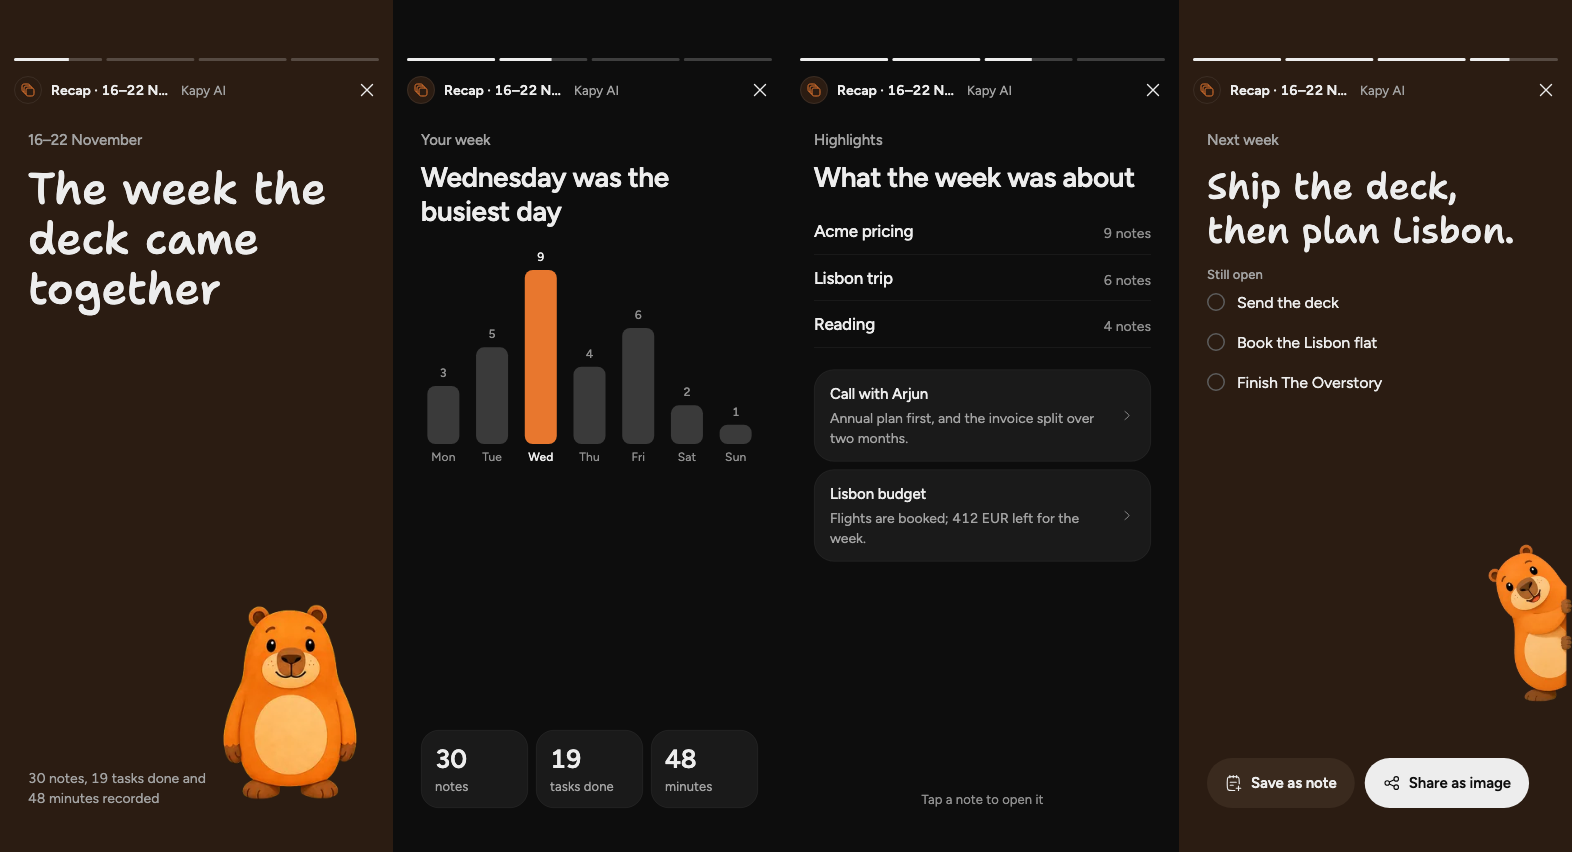 Recap · 16–22 N... Kapy AI
16–22 November
The week the
deck came
together
30 notes, 19 tasks done and
48 minutes recorded
Recap · 16–22 N... Kapy AI
Your week
Wednesday was the
busiest day
9
6
5
4
3
2
1
Mon Tue Wed Thu Fri Sat Sun
30 19 48
notes tasks done minutes
Recap · 16–22 N... Kapy AI
Highlights
What the week was about
Acme pricing 9 notes
Lisbon trip 6 notes
Reading 4 notes
Call with Arjun
Annual plan first, and the invoice split over
two months.
Lisbon budget
Flights are booked; 412 EUR left for the
week.
Tap a note to open it
Recap · 16–22 N... Kapy AI
Next week
Ship the deck,
then plan Lisbon.
Still open
Send the deck
Book the Lisbon flat
Finish The Overstory
Save as note Share as image